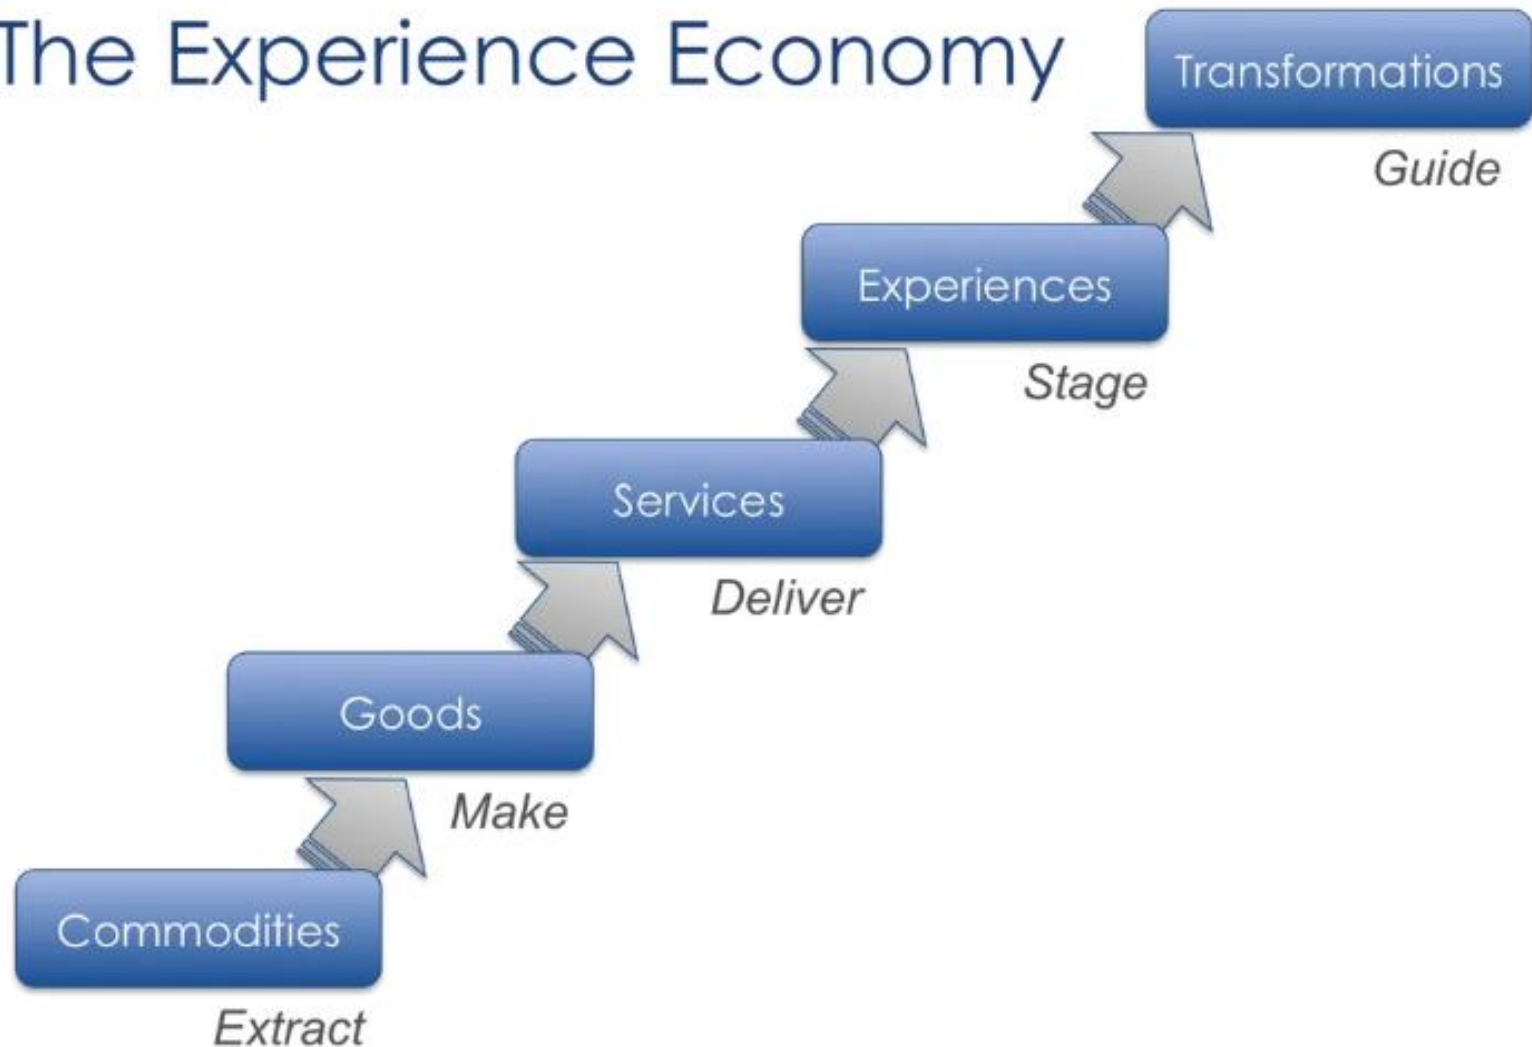 The Experience Economy
Transformations
Guide
Experiences
Stage
Services
Deliver
Goods
Make
Commodities
Extract